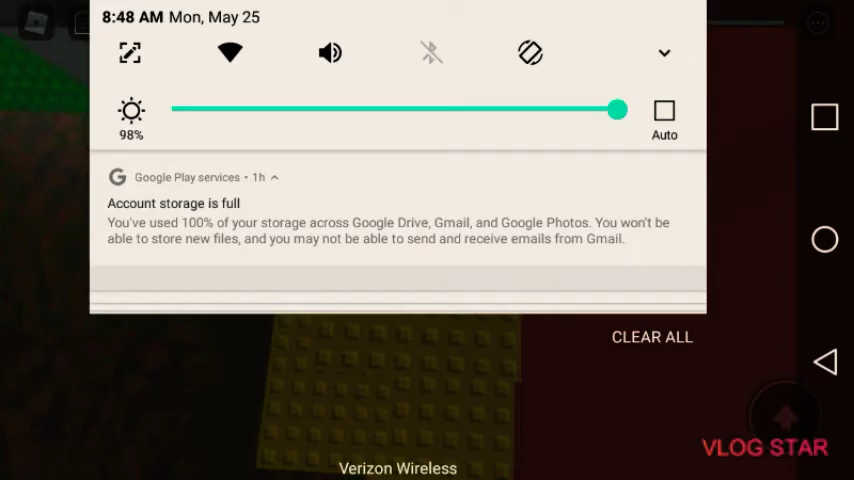 8:48 AM Mon, May 25
98%
Auto
Google Play services • 1h
Account storage is full
You've used 100% of your storage across Google Drive, Gmail, and Google Photos. You won't be
able to store new files, and you may not be able to send and receive emails from Gmail.
CLEAR ALL
VLOG STAR
Verizon Wireless